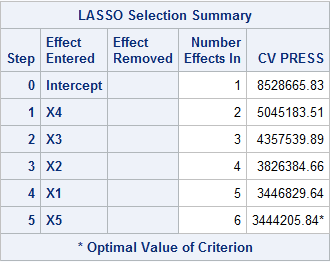 LASSO Selection Summary
Step Effect Entered Effect Removed Number Effects In CV PRESS
0 Intercept 1 8528665.83
1 X4 2 5045183.51
2 X3 3 4357539.89
3 X2 4 3826384.66
4 X1 5 3446829.64
5 X5 6 3444205.84*
* Optimal Value of Criterion